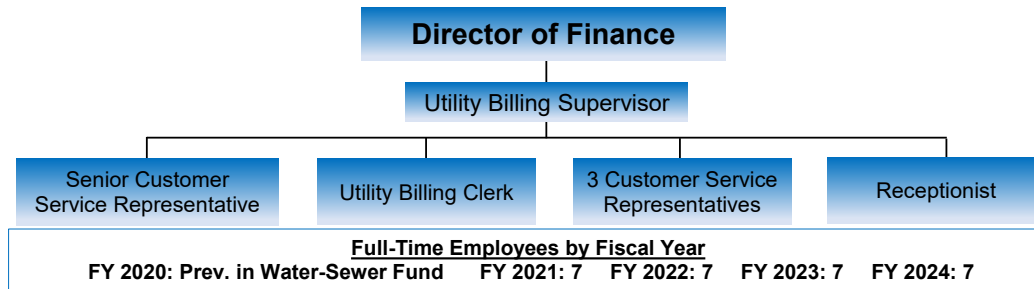 Director of Finance
Utility Billing Supervisor
Senior Customer
Service Representative
Utility Billing Clerk
3 Customer Service
Representatives
Receptionist
Full-Time Employees by Fiscal Year
FY 2020: Prev. in Water-Sewer Fund FY 2021: 7 FY 2022: 7 FY 2023: 7 FY 2024: 7